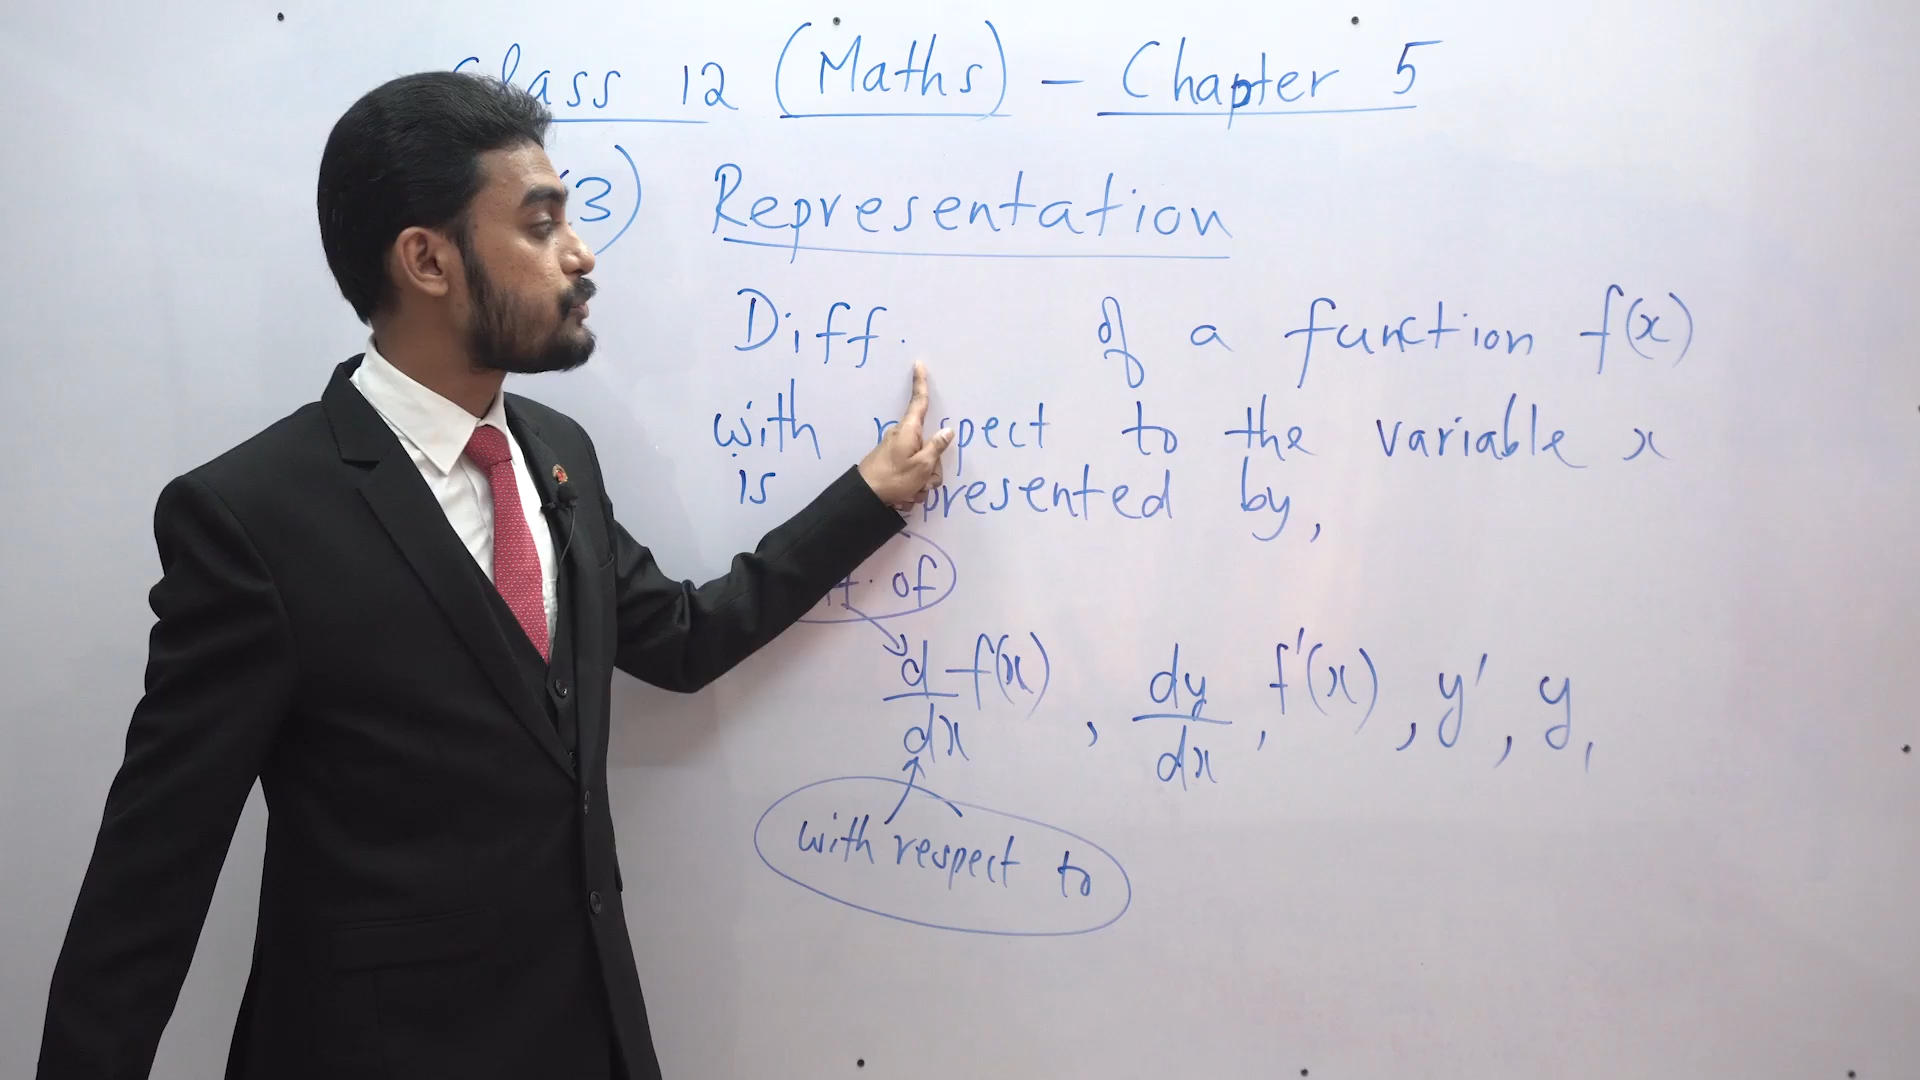 Class 12 (Maths) – Chapter 5
3) Representation
Diff. of a function f(x)
with respect to the variable x
is represented by,
of
d/dx f(x) , dy/dx , f'(x) , y' , y₁
with respect to